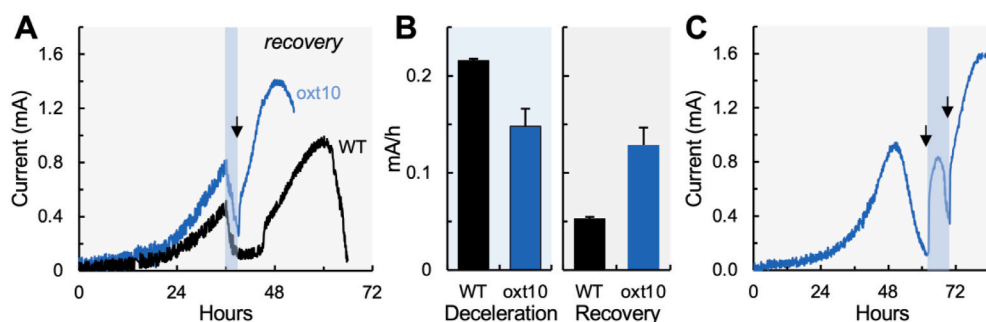 A
recovery
Current (mA)
1.6
1.2
0.8
0.4
0
oxt10
WT
0
24
48
72
Hours
B
mA/h
0.2
0.1
0
WT oxt10
Deceleration
WT oxt10
Recovery
C
Current (mA)
1.6
1.2
0.8
0.4
0.0
0
24
48
72
Hours